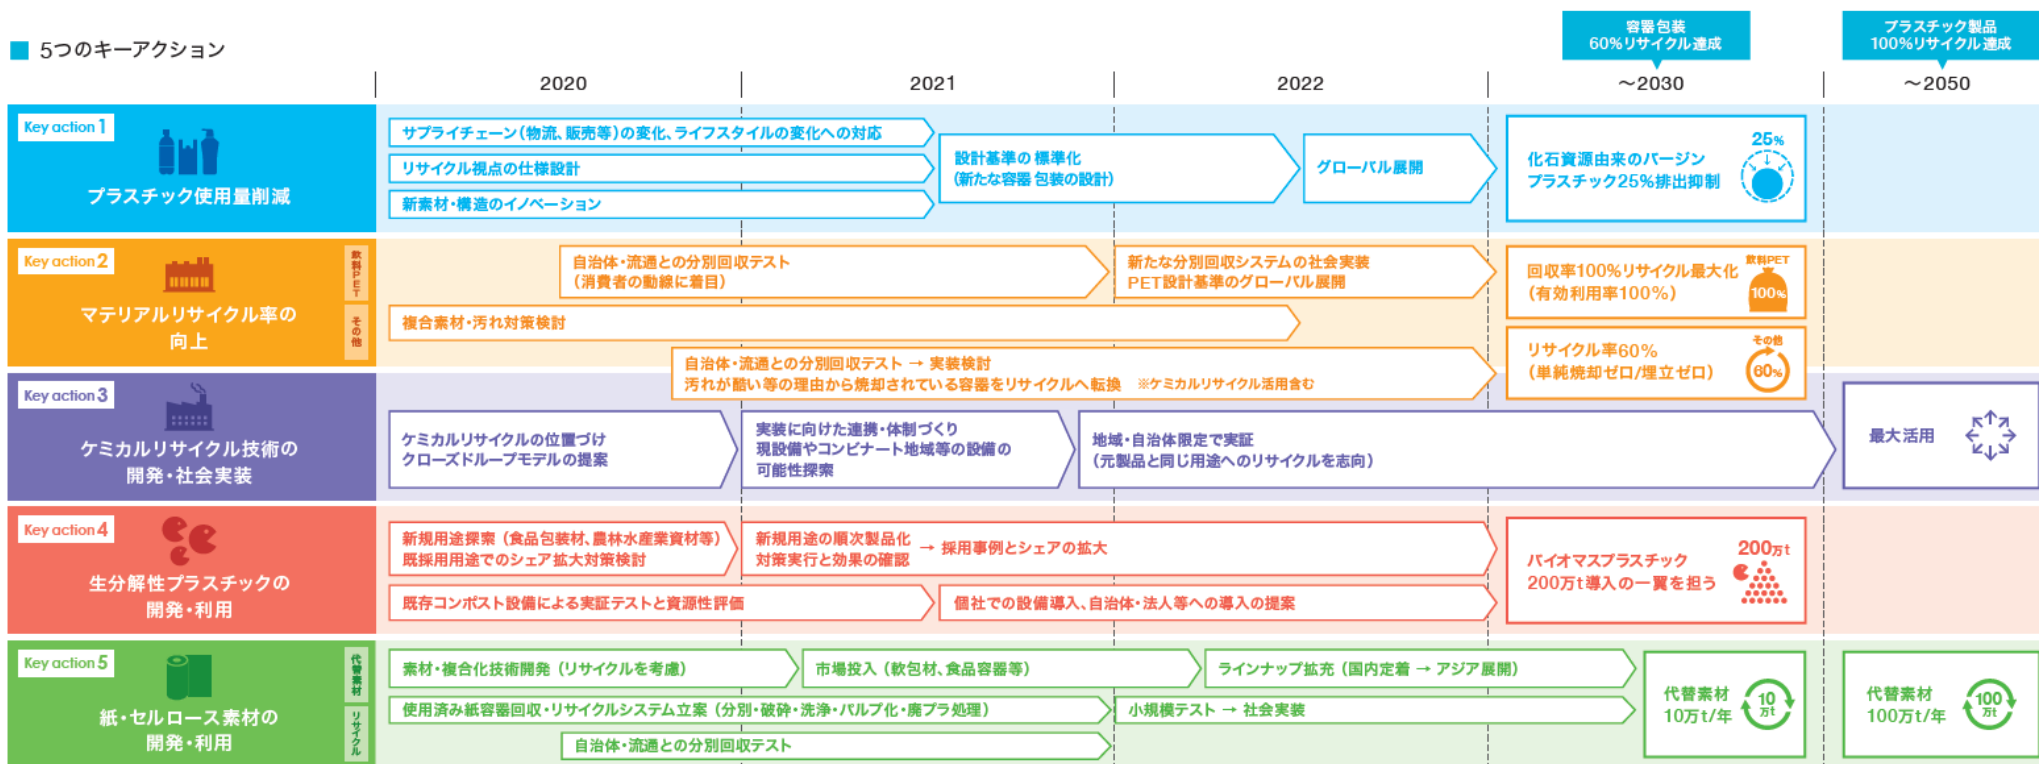 5つのキーアクション
容器包装
60%リサイクル達成
プラスチック製品
100%リサイクル達成
2020
2021
2022
～2030
～2050
Key action 1
プラスチック使用量削減
サプライチェーン（物流、販売等）の変化、ライフスタイルの変化への対応
リサイクル視点の仕様設計
新素材・構造のイノベーション
設計基準の標準化
（新たな容器包装の設計）
グローバル展開
化石資源由来のバージン
プラスチック25%排出抑制
25%
Key action 2
マテリアルリサイクル率の
向上
飲料PET
その他
自治体・流通との分別回収テスト
（消費者の動線に着目）
新たな分別回収システムの社会実装
PET設計基準のグローバル展開
回収率100%リサイクル最大化
（有効利用率100%）
飲料PET
100%
複合素材・汚れ対策検討
自治体・流通との分別回収テスト → 実装検討
汚れが酷い等の理由から焼却されている容器をリサイクルへ転換 ※ケミカルリサイクル活用含む
リサイクル率60%
（単純焼却ゼロ/埋立ゼロ）
その他
60%
Key action 3
ケミカルリサイクル技術の
開発・社会実装
ケミカルリサイクルの位置づけ
クローズドループモデルの提案
実装に向けた連携・体制づくり
現設備やコンビナート地域等の設備の
可能性探索
地域・自治体限定で実証
（元製品と同じ用途へのリサイクルを志向）
最大活用
Key action 4
生分解性プラスチックの
開発・利用
新規用途探索（食品包装材、農林水産業資材等）
既採用用途でのシェア拡大対策検討
新規用途の順次製品化
対策実行と効果の確認
→ 採用事例とシェアの拡大
既存コンポスト設備による実証テストと資源性評価
個社での設備導入、自治体・法人等への導入の提案
バイオマスプラスチック
200万t導入の一翼を担う
200万t
Key action 5
紙・セルロース素材の
開発・利用
代替素材
リサイクル
素材・複合化技術開発（リサイクルを考慮）
市場投入（軟包材、食品容器等）
ラインナップ拡充（国内定着 → アジア展開）
使用済み紙容器回収・リサイクルシステム立案（分別・破砕・洗浄・パルプ化・廃プラ処理）
小規模テスト → 社会実装
自治体・流通との分別回収テスト
代替素材
10万t/年
10
万t
代替素材
100万t/年
100
万t